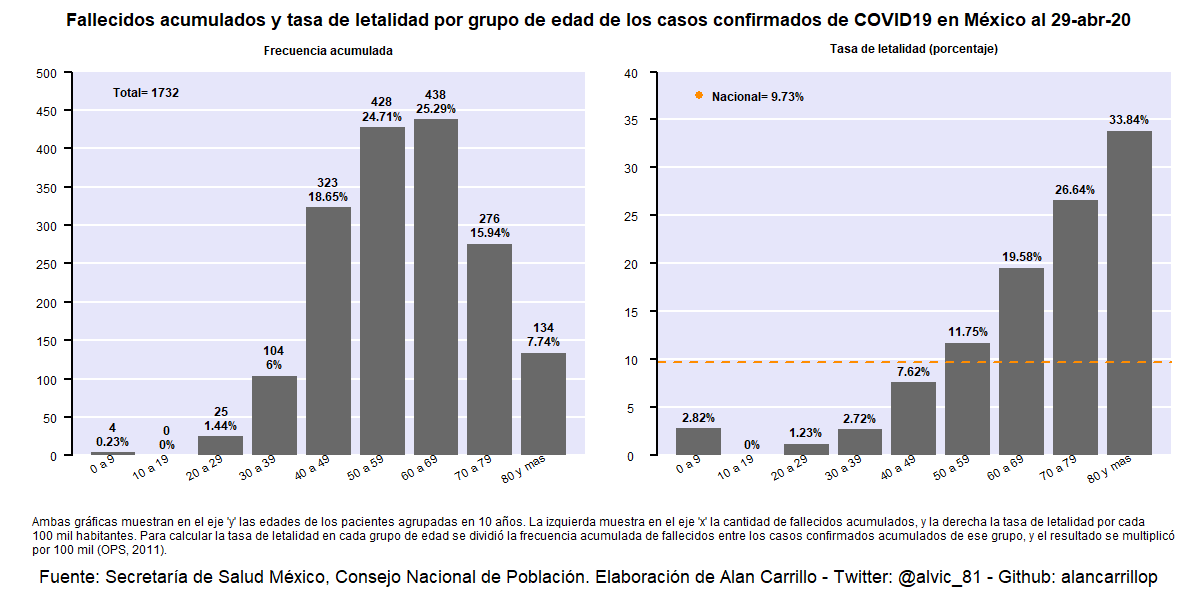 Fallecidos acumulados y tasa de letalidad por grupo de edad de los casos confirmados de COVID19 en México al 29-abr-20
Frecuencia acumulada
Total= 1732
500
450
400
350
300
250
200
150
100
50
0
4
0.23%
0
0%
25
1.44%
104
6%
323
18.65%
428
24.71%
438
25.29%
276
15.94%
134
7.74%
0 a 9
10 a 19
20 a 29
30 a 39
40 a 49
50 a 59
60 a 69
70 a 79
80 y mas
Tasa de letalidad (porcentaje)
Nacional= 9.73%
40
35
30
25
20
15
10
5
0
2.82%
0%
1.23%
2.72%
7.62%
11.75%
19.58%
26.64%
33.84%
0 a 9
10 a 19
20 a 29
30 a 39
40 a 49
50 a 59
60 a 69
70 a 79
80 y mas
Ambas gráficas muestran en el eje 'y' las edades de los pacientes agrupadas en 10 años. La izquierda muestra en el eje 'x' la cantidad de fallecidos acumulados, y la derecha la tasa de letalidad por cada
100 mil habitantes. Para calcular la tasa de letalidad en cada grupo de edad se dividió la frecuencia acumulada de fallecidos entre los casos confirmados acumulados de ese grupo, y el resultado se multiplicó
por 100 mil (OPS, 2011).
Fuente: Secretaría de Salud México, Consejo Nacional de Población. Elaboración de Alan Carrillo - Twitter: @alvic_81 - Github: alancarrillop